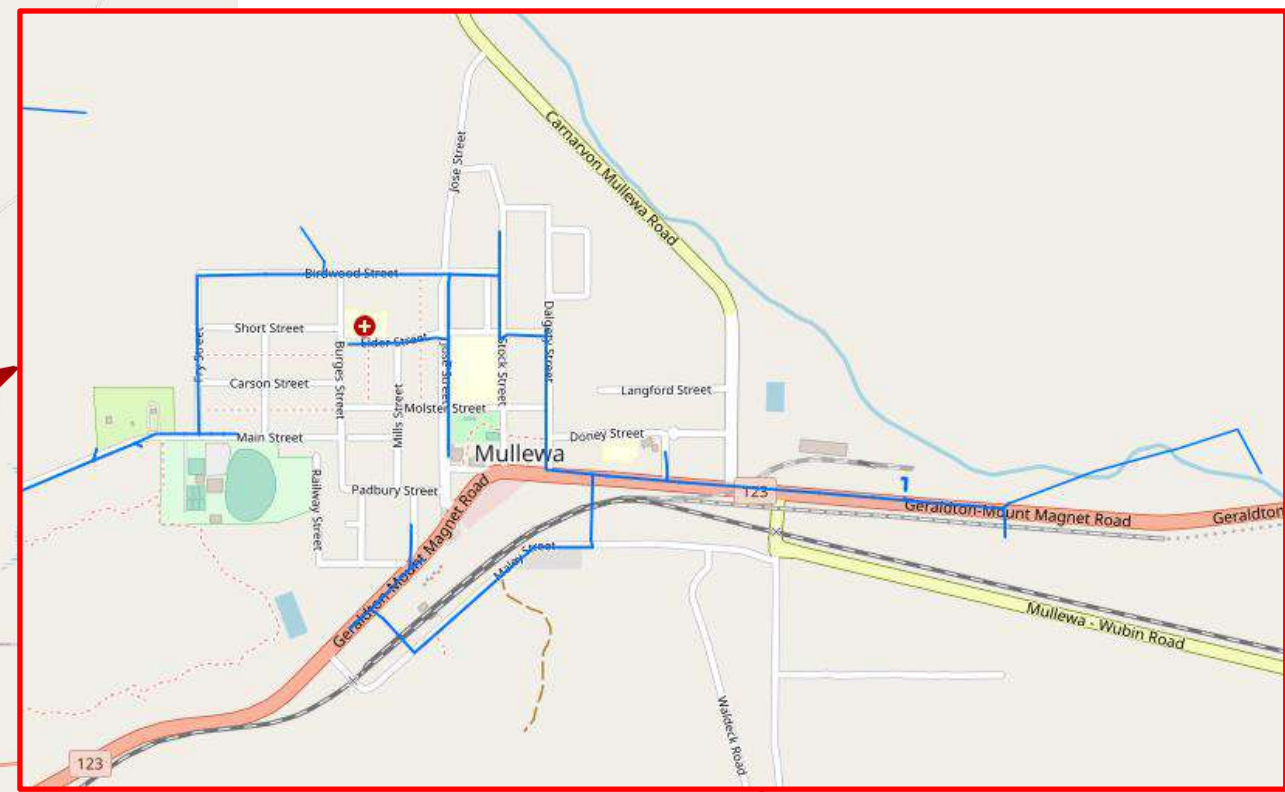 Carnarvon Mullewa Road
Jose Street
Birdwood Street
Short Street
Elder Street
Fry Street
Burges Street
Jose Street
Stock Street
Dalgety Street
Carson Street
Mills Street
Molster Street
Langford Street
Main Street
Doney Street
Mullewa
Railway Street
Padbury Street
123
Geraldton-Mount Magnet Road
Geraldton
Geraldton-Mount Magnet Road
Maley Street
Mullewa - Wubin Road
Waldeck Road
123